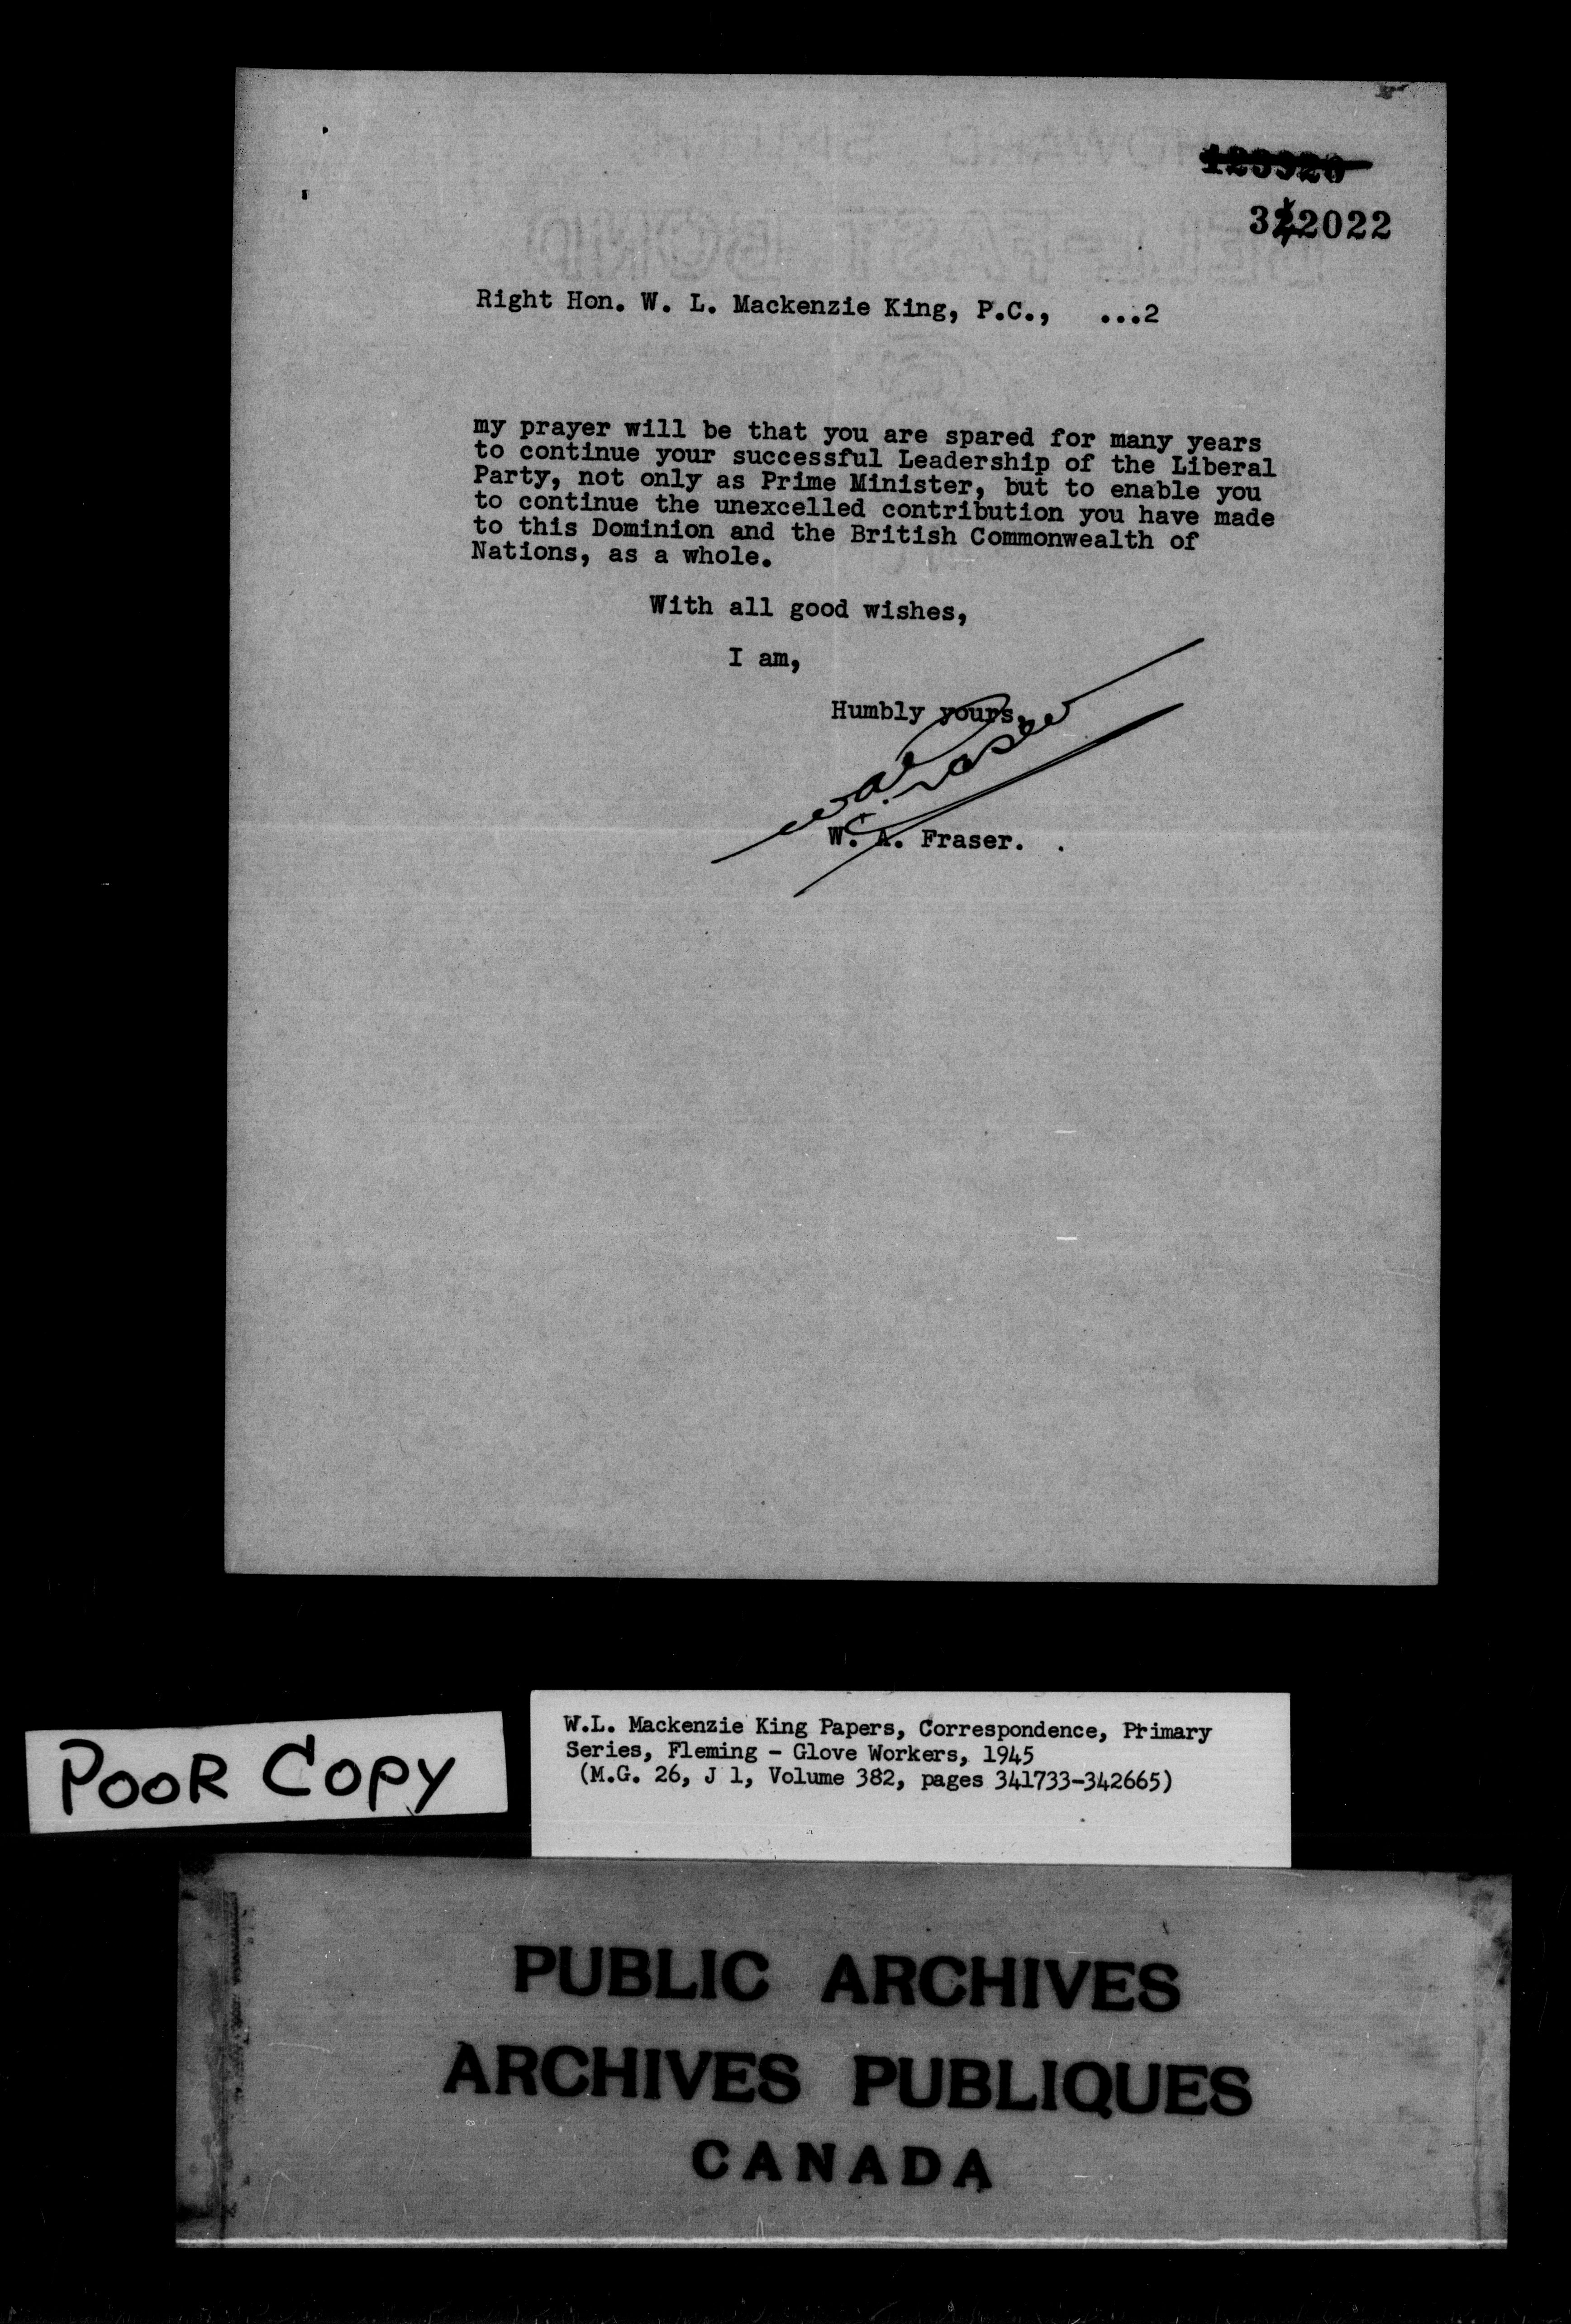 342022
Right Hon. W. L. Mackenzie King, P.C., ...2
my prayer will be that you are spared for many years
to continue your successful Leadership of the Liberal
Party, not only as Prime Minister, but to enable you
to continue the unexcelled contribution you have made
to this Dominion and the British Commonwealth of
Nations, as a whole.
With all good wishes,
I am,
Humbly yours,
W. A. Fraser
W. A. Fraser.
POOR COPY
W.L. Mackenzie King Papers, Correspondence, Primary
Series, Fleming - Glove Workers, 1945
(M.G. 26, J 1, Volume 382, pages 341733-342665)
PUBLIC ARCHIVES
ARCHIVES PUBLIQUES
CANADA